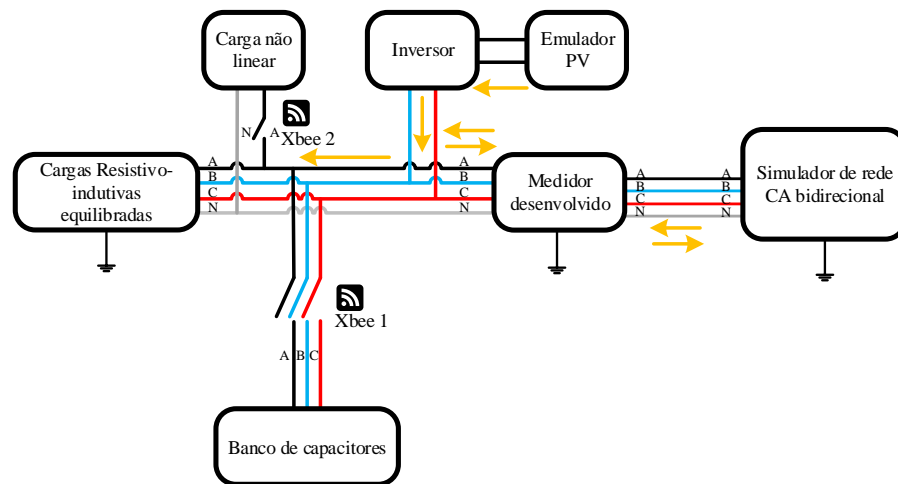 Carga não
linear
Inversor
Emulador
PV
N
A
Xbee 2
Cargas Resistivo-
indutivas
equilibradas
A
B
C
N
A
B
C
N
Medidor
desenvolvido
A
B
C
N
A
B
C
N
Simulador de rede
CA bidirecional
Xbee 1
A
B
C
Banco de capacitores